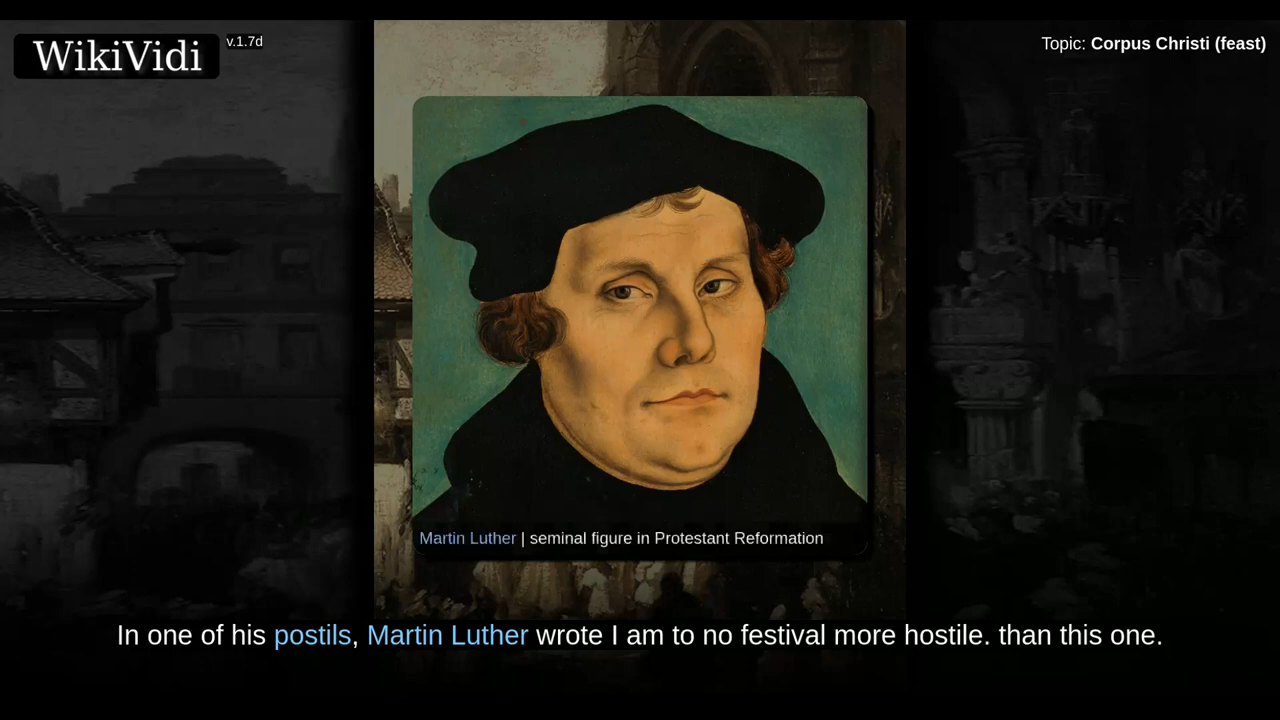 WikiVidi v.1.7d
Topic: Corpus Christi (feast)
Martin Luther | seminal figure in Protestant Reformation
In one of his postils, Martin Luther wrote I am to no festival more hostile. than this one.